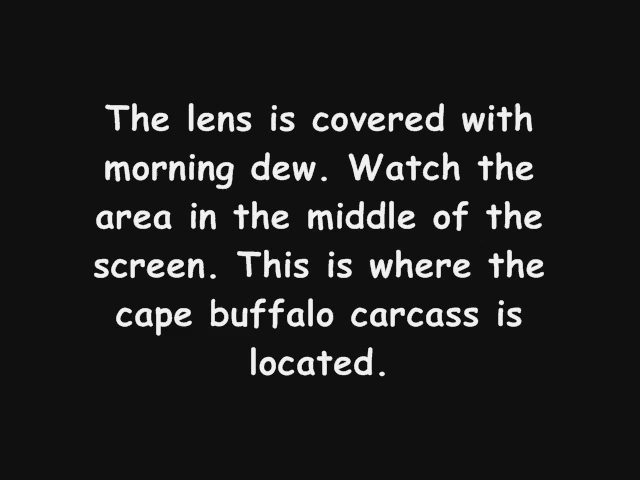 The lens is covered with
morning dew. Watch the
area in the middle of the
screen. This is where the
cape buffalo carcass is
located.